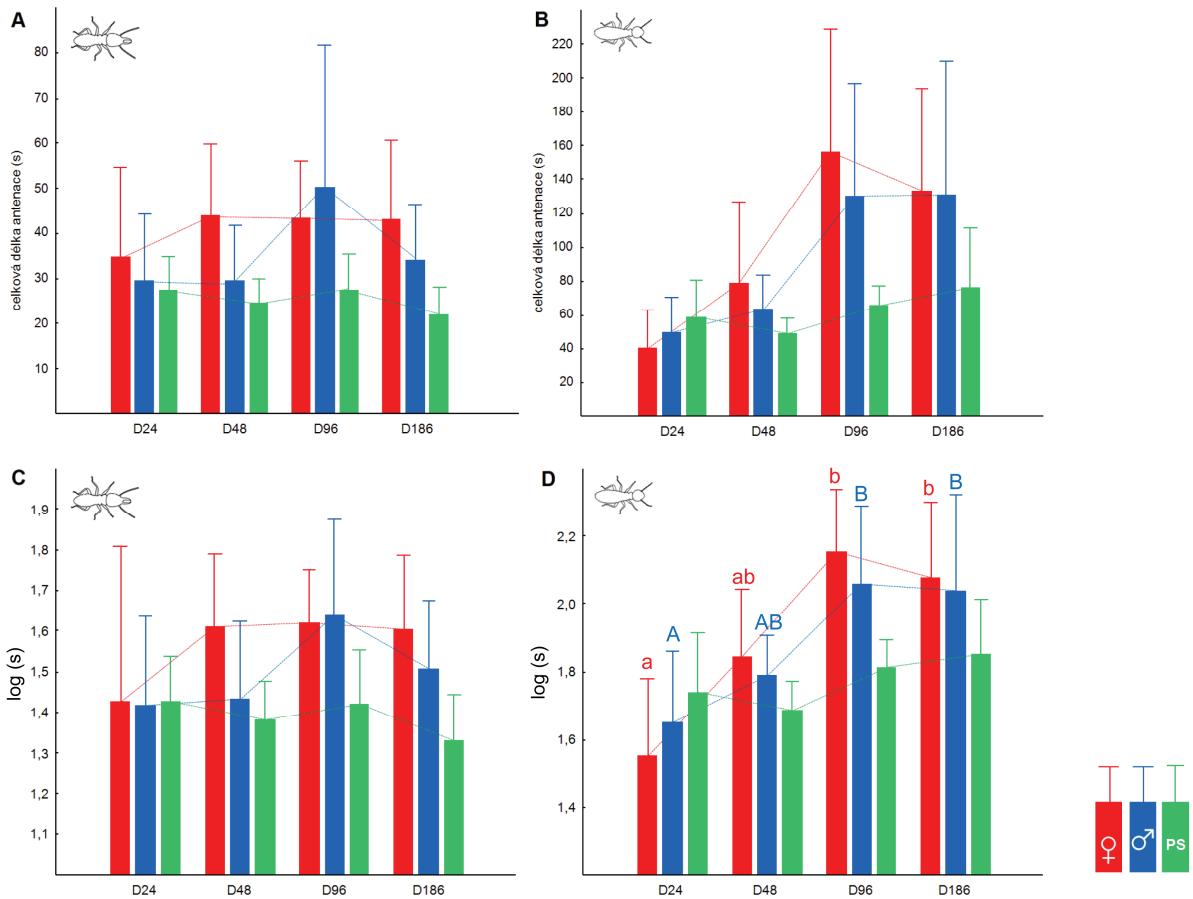 A
celková délka antenace (s)
80
70
60
50
40
30
20
10
D24 D48 D96 D186
B
celková délka antenace (s)
220
200
180
160
140
120
100
80
60
40
20
D24 D48 D96 D186
C
log (s)
1,9
1,8
1,7
1,6
1,5
1,4
1,3
1,2
1,1
D24 D48 D96 D186
D
log (s)
2,2
2,0
1,8
1,6
1,4
a A
ab AB
b B
b B
D24 D48 D96 D186
♀ ♂ PS